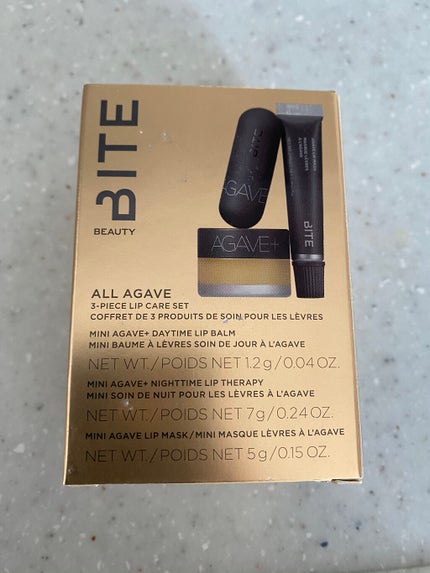 BITE
BEAUTY
AGAVE
BITE
AGAVE+
BITE
ALL AGAVE
3-PIECE LIP CARE SET
COFFRET DE 3 PRODUITS DE SOIN POUR LES LÈVRES
MINI AGAVE+ DAYTIME LIP BALM
MINI BAUME À LÈVRES SOIN DE JOUR À L'AGAVE
NET WT./POIDS NET 1.2 g/0.04 OZ.
MINI AGAVE+ NIGHTTIME LIP THERAPY
MINI SOIN DE NUIT POUR LES LÈVRES À L'AGAVE
NET WT./POIDS NET 7 g/0.24 OZ.
MINI AGAVE LIP MASK/MINI MASQUE LÈVRES À L'AGAVE
NET WT./POIDS NET 5 g/0.15 OZ.